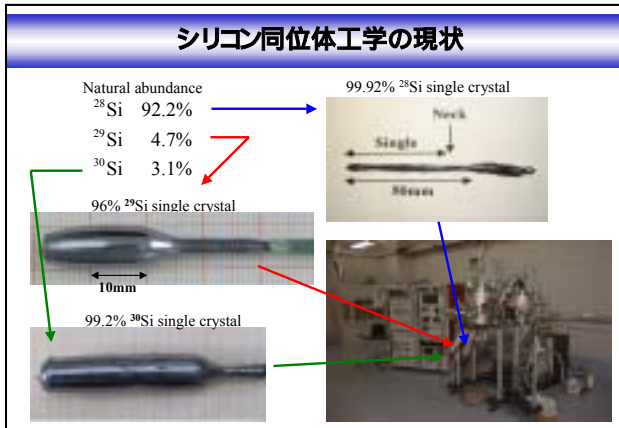 シリコン同位体工学の現状
Natural abundance
²⁸Si 92.2%
²⁹Si 4.7%
³⁰Si 3.1%
99.92% ²⁸Si single crystal
Neck
Single
80mm
96% ²⁹Si single crystal
10mm
99.2% ³⁰Si single crystal